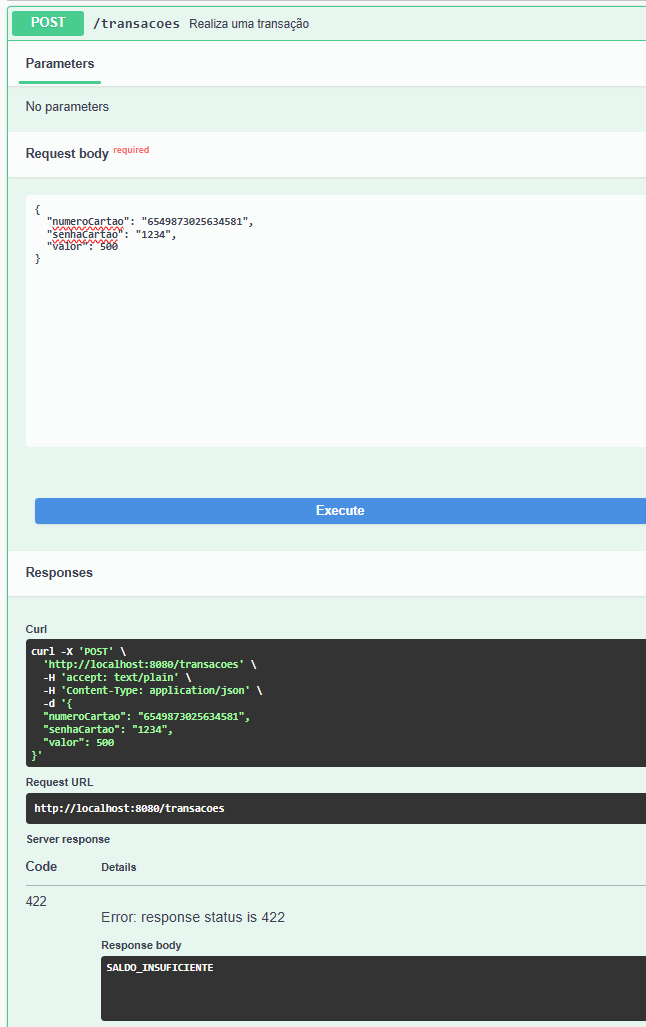 POST /transacoes Realiza uma transação
Parameters
No parameters
Request body required
{
  "numeroCartao": "6549873025634581",
  "senhaCartao": "1234",
  "valor": 500
}
Execute
Responses
Curl
curl -X 'POST' \
  'http://localhost:8080/transacoes' \
  -H 'accept: text/plain' \
  -H 'Content-Type: application/json' \
  -d '{
  "numeroCartao": "6549873025634581",
  "senhaCartao": "1234",
  "valor": 500
}'
Request URL
http://localhost:8080/transacoes
Server response
Code Details
422
Error: response status is 422
Response body
SALDO_INSUFICIENTE